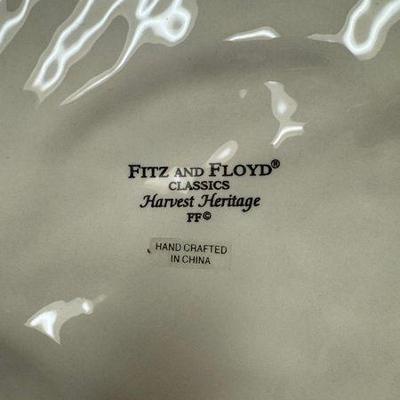 FITZ AND FLOYD®
CLASSICS
Harvest Heritage
FF©
HAND CRAFTED
IN CHINA